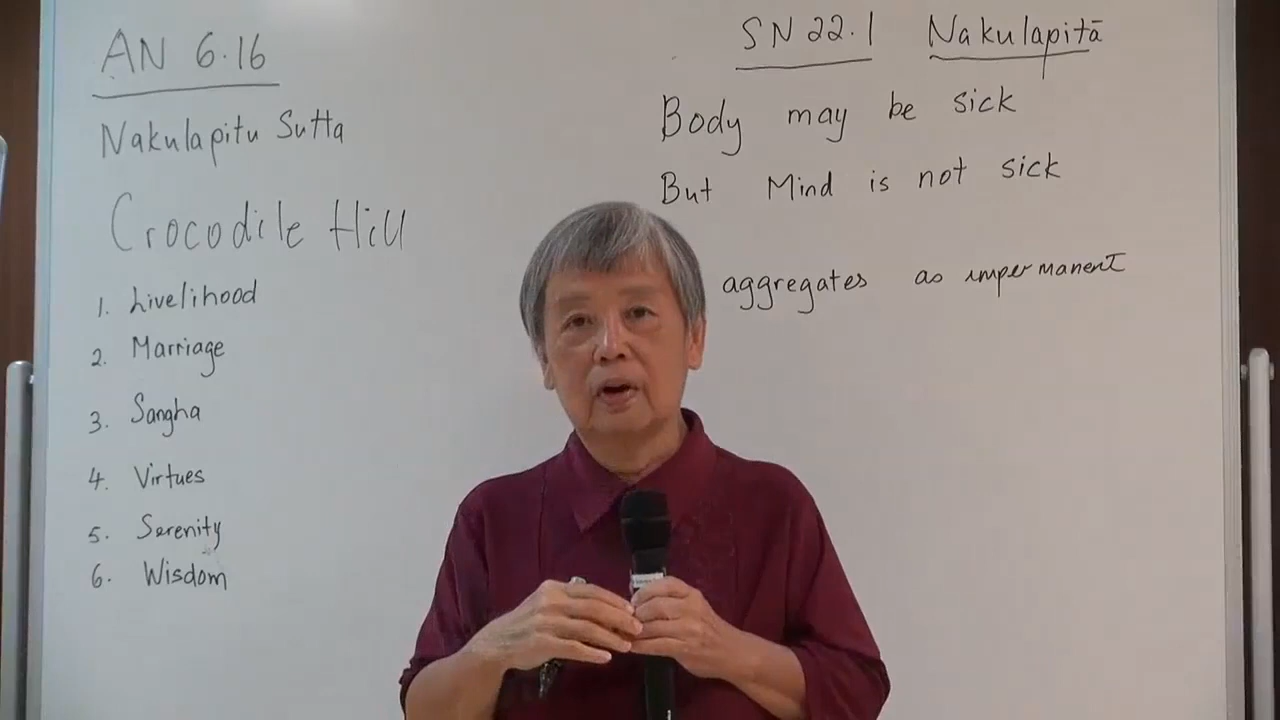 AN 6.16
Nakulapitu Sutta
Crocodile Hill
1. Livelihood
2. Marriage
3. Sangha
4. Virtues
5. Serenity
6. Wisdom
SN 22.1 Nakulapitā
Body may be sick
But Mind is not sick
aggregates as impermanent